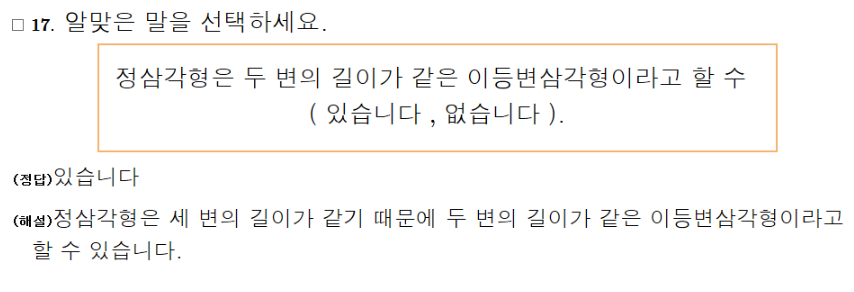 □ 17. 알맞은 말을 선택하세요.
정삼각형은 두 변의 길이가 같은 이등변삼각형이라고 할 수
( 있습니다 , 없습니다 ).
(정답)있습니다
(해설)정삼각형은 세 변의 길이가 같기 때문에 두 변의 길이가 같은 이등변삼각형이라고
할 수 있습니다.